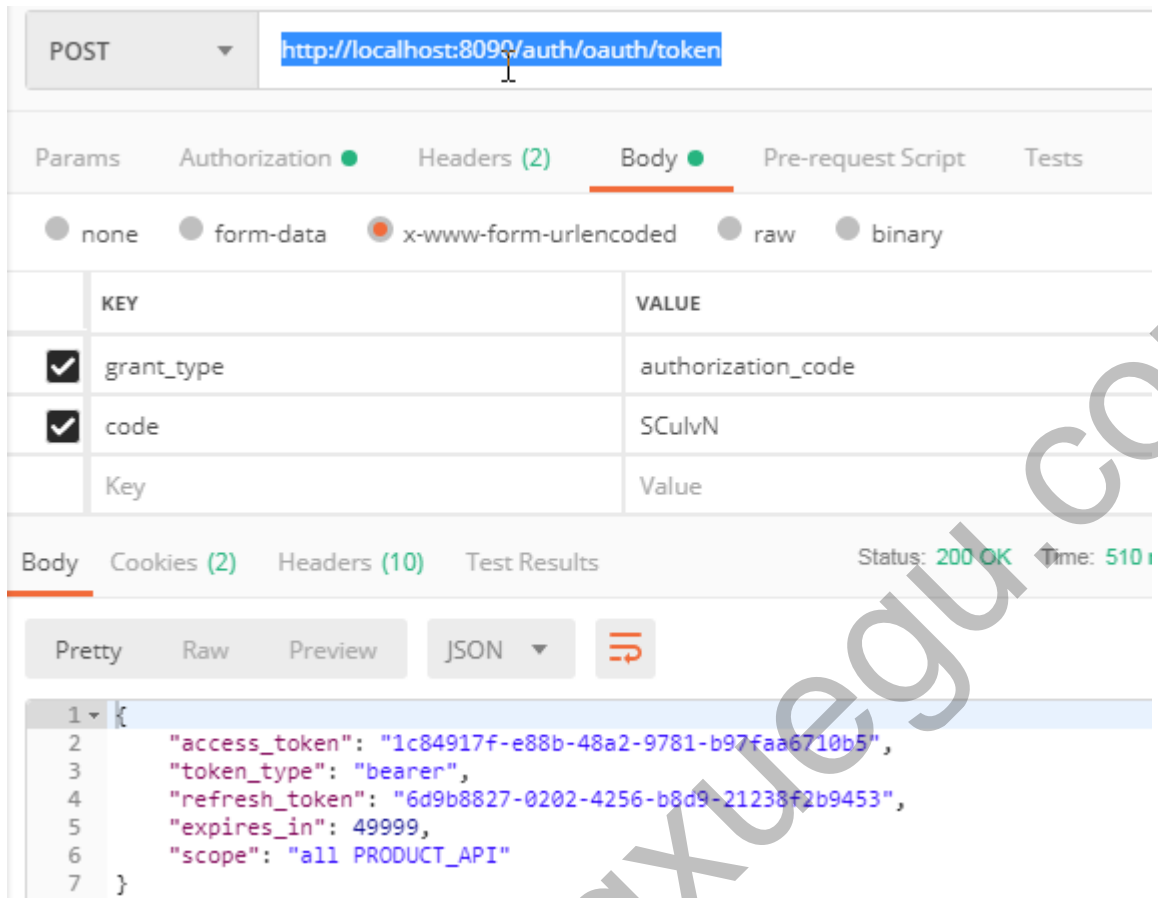 POST http://localhost:8090/auth/oauth/token
Params Authorization Headers (2) Body Pre-request Script Tests
none form-data x-www-form-urlencoded raw binary
KEY VALUE
grant_type authorization_code
code SCulvN
Key Value
Body Cookies (2) Headers (10) Test Results Status: 200 OK Time: 510
Pretty Raw Preview JSON
1 {
2 "access_token": "1c84917f-e88b-48a2-9781-b97faa6710b5",
3 "token_type": "bearer",
4 "refresh_token": "6d9b8827-0202-4256-b8d9-21238f2b9453",
5 "expires_in": 49999,
6 "scope": "all PRODUCT_API"
7 }
axuegu.co